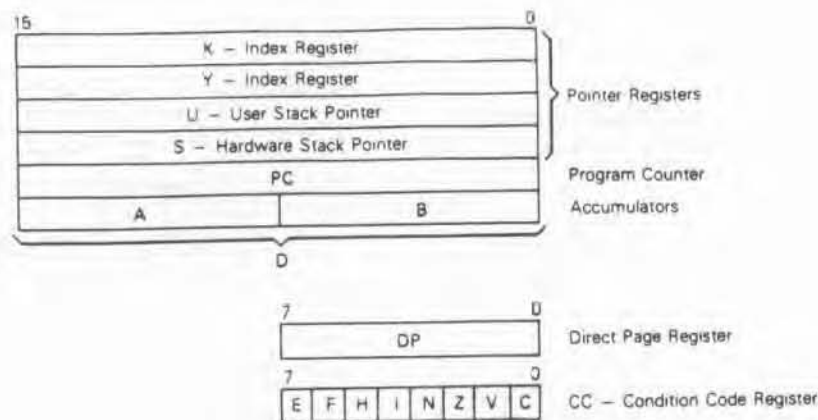 15 0
K – Index Register
Y – Index Register
U – User Stack Pointer
S – Hardware Stack Pointer
Pointer Registers
PC
Program Counter
A B
Accumulators
D
7 0
DP
Direct Page Register
7 0
E F H I N Z V C
CC – Condition Code Register